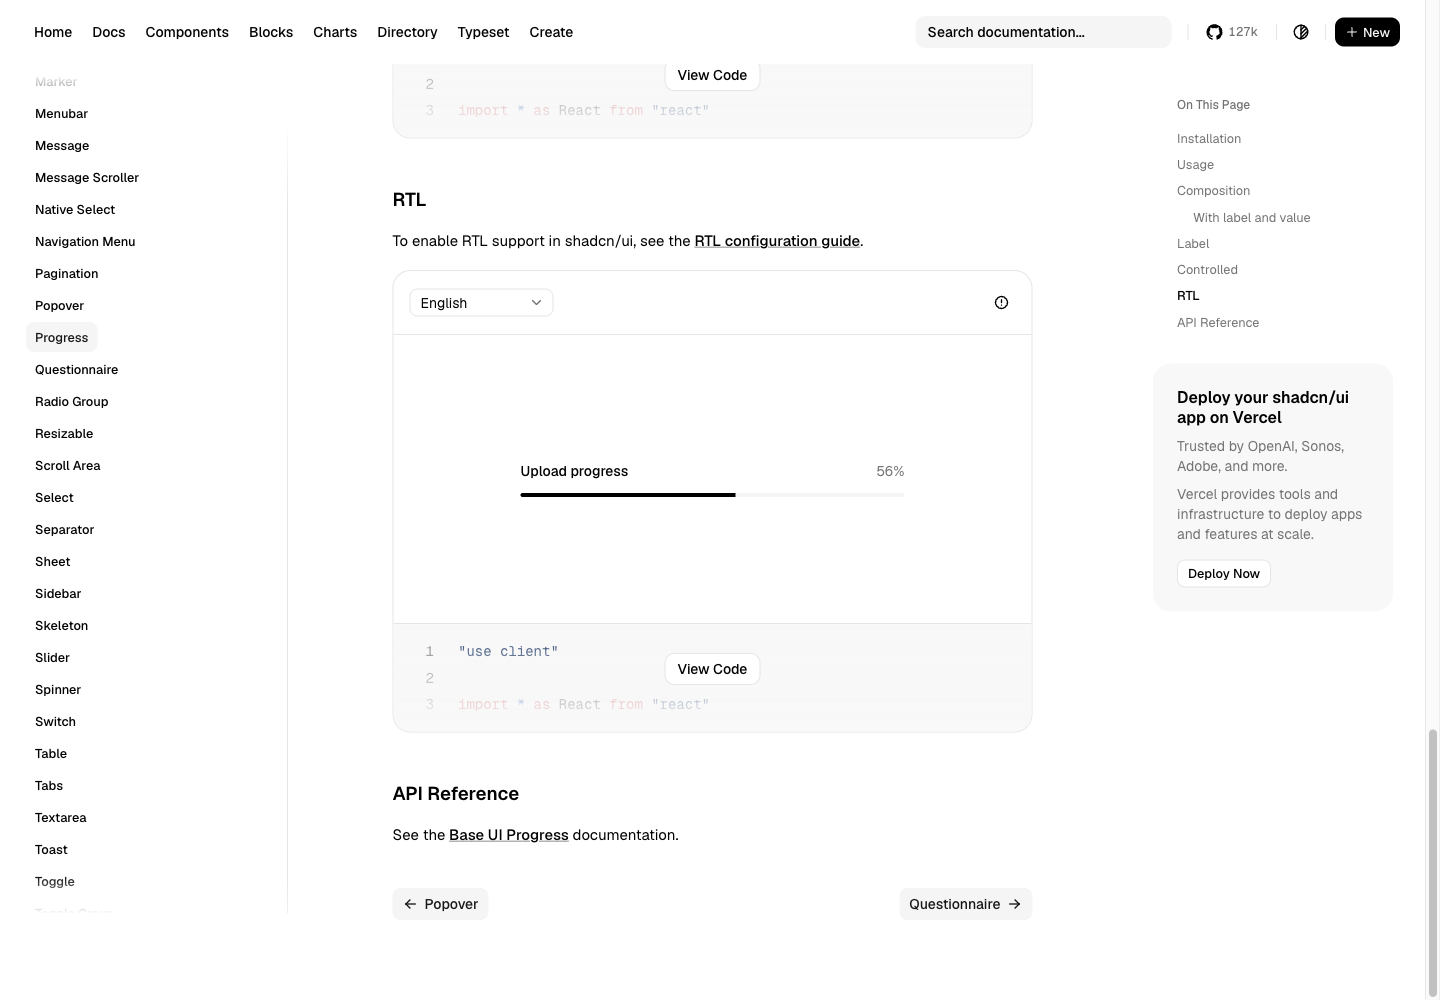 Home Docs Components Blocks Charts Directory Typeset Create
Search documentation...
127k
New
Marker
Menubar
Message
Message Scroller
Native Select
Navigation Menu
Pagination
Popover
Progress
Questionnaire
Radio Group
Resizable
Scroll Area
Select
Separator
Sheet
Sidebar
Skeleton
Slider
Spinner
Switch
Table
Tabs
Textarea
Toast
Toggle
View Code
2
3 import * as React from "react"
RTL
To enable RTL support in shadcn/ui, see the RTL configuration guide.
English
Upload progress 56%
1 "use client"
View Code
2
3 import * as React from "react"
API Reference
See the Base UI Progress documentation.
Popover
Questionnaire
On This Page
Installation
Usage
Composition
With label and value
Label
Controlled
RTL
API Reference
Deploy your shadcn/ui
app on Vercel
Trusted by OpenAI, Sonos,
Adobe, and more.
Vercel provides tools and
infrastructure to deploy apps
and features at scale.
Deploy Now